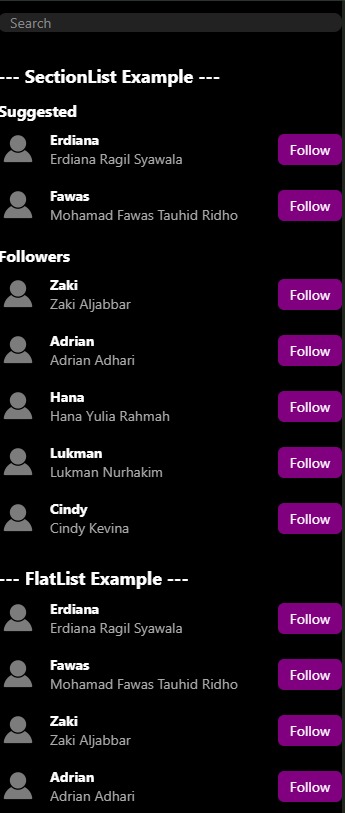 Search
--- SectionList Example ---
Suggested
Erdiana
Erdiana Ragil Syawala
Follow
Fawas
Mohamad Fawas Tauhid Ridho
Follow
Followers
Zaki
Zaki Aljabbar
Follow
Adrian
Adrian Adhari
Follow
Hana
Hana Yulia Rahmah
Follow
Lukman
Lukman Nurhakim
Follow
Cindy
Cindy Kevina
Follow
--- FlatList Example ---
Erdiana
Erdiana Ragil Syawala
Follow
Fawas
Mohamad Fawas Tauhid Ridho
Follow
Zaki
Zaki Aljabbar
Follow
Adrian
Adrian Adhari
Follow